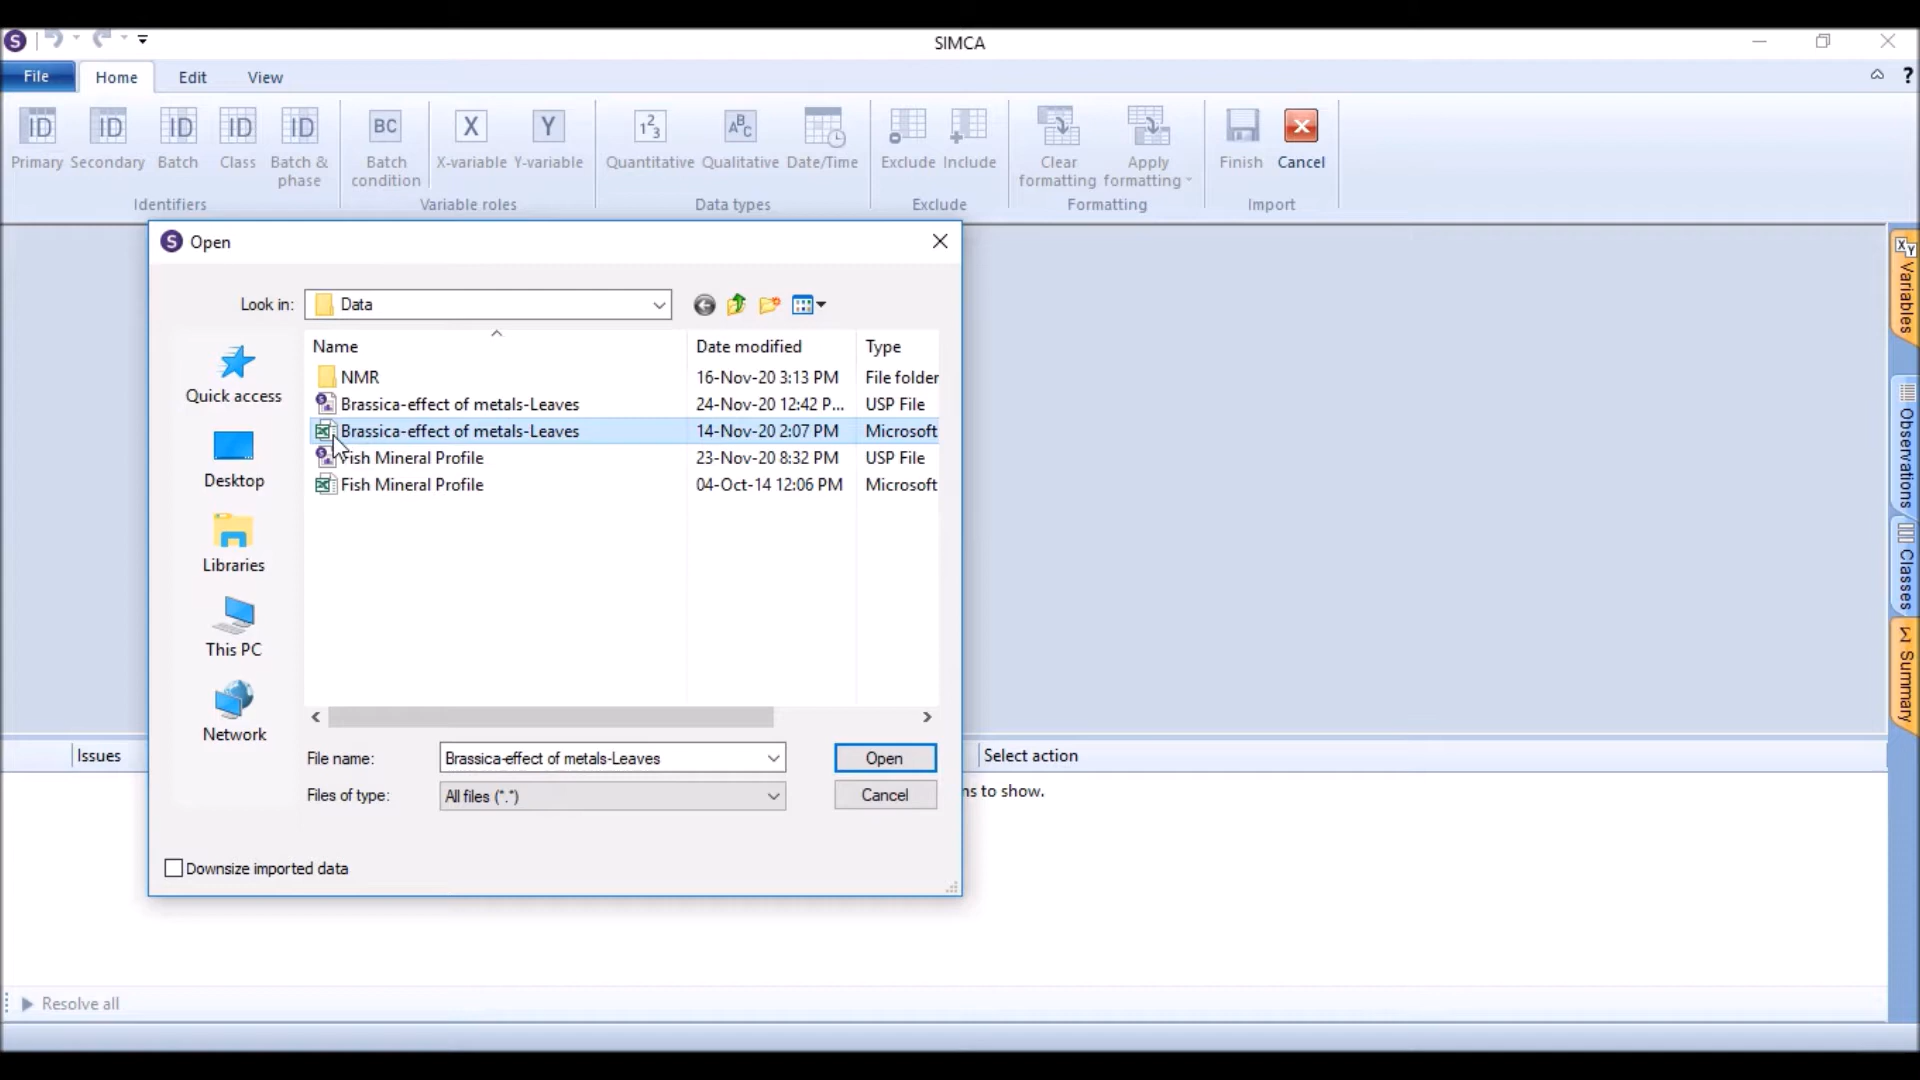 SIMCA
File Home Edit View ?
ID ID ID ID ID BC X Y 123 ABC
Primary Secondary Batch Class Batch & phase Batch condition X-variable Y-variable Quantitative Qualitative Date/Time Exclude Include Clear formatting Apply formatting Finish Cancel
Identifiers Variable roles Data types Exclude Formatting Import
S Open
Look in: Data
Name Date modified Type
NMR 16-Nov-20 3:13 PM File folder
Brassica-effect of metals-Leaves 24-Nov-20 12:42 P... USP File
Brassica-effect of metals-Leaves 14-Nov-20 2:07 PM Microsoft
Fish Mineral Profile 23-Nov-20 8:32 PM USP File
Fish Mineral Profile 04-Oct-14 12:06 PM Microsoft
Quick access
Desktop
Libraries
This PC
Network
File name: Brassica-effect of metals-Leaves Open
Files of type: All files (*.*) Cancel
Downsize imported data
Variables
Observations
Classes
Σ Summary
Issues Select action
ns to show.
Resolve all